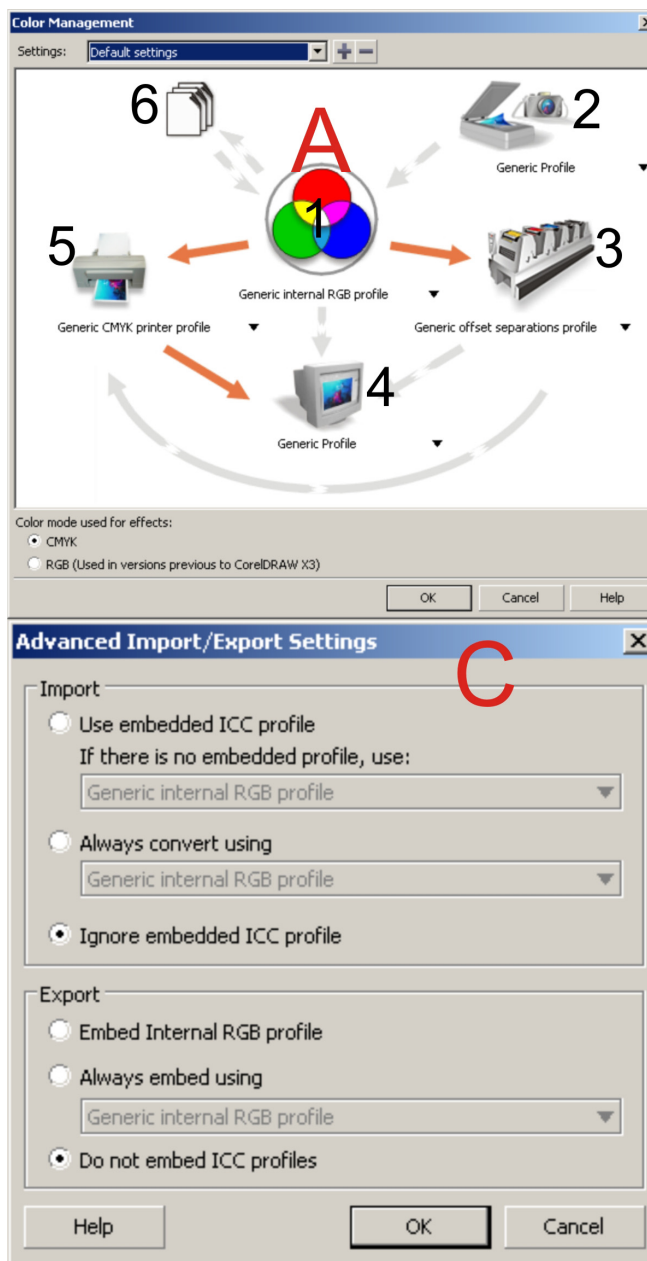 Color Management
Settings: Default settings
6
A
2
Generic Profile
1
5
3
Generic internal RGB profile
Generic CMYK printer profile
Generic offset separations profile
4
Generic Profile
Color mode used for effects:
CMYK
RGB (Used in versions previous to CorelDRAW X3)
OK Cancel Help
Advanced Import/Export Settings
C
Import
Use embedded ICC profile
If there is no embedded profile, use:
Generic internal RGB profile
Always convert using
Generic internal RGB profile
Ignore embedded ICC profile
Export
Embed Internal RGB profile
Always embed using
Generic internal RGB profile
Do not embed ICC profiles
Help OK Cancel